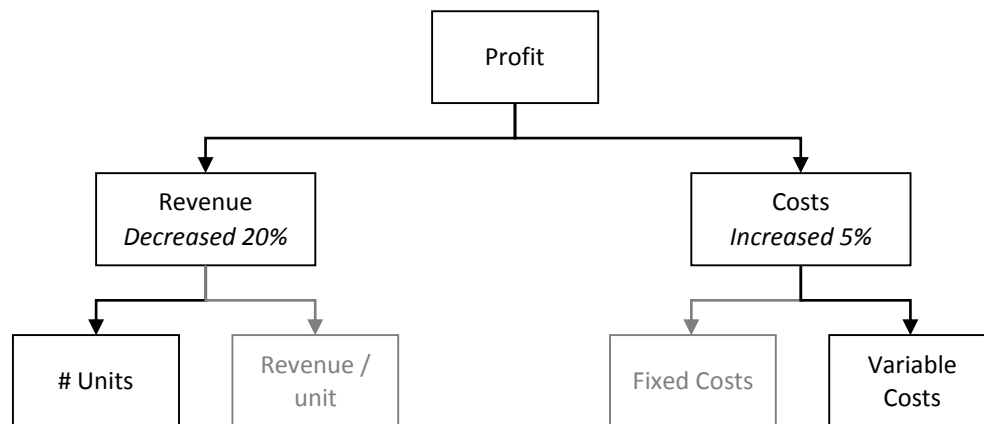 Profit
Revenue
Decreased 20%
Costs
Increased 5%
# Units
Revenue /
unit
Fixed Costs
Variable
Costs